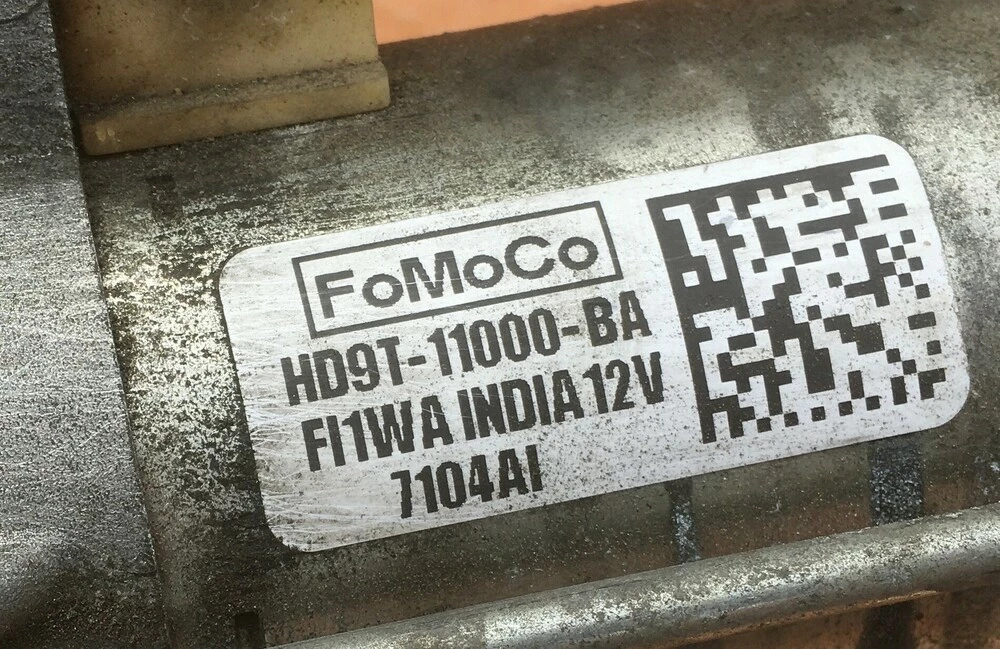 FoMoCo
HD9T-11000-BA
FI1WA INDIA 12V
7104AI